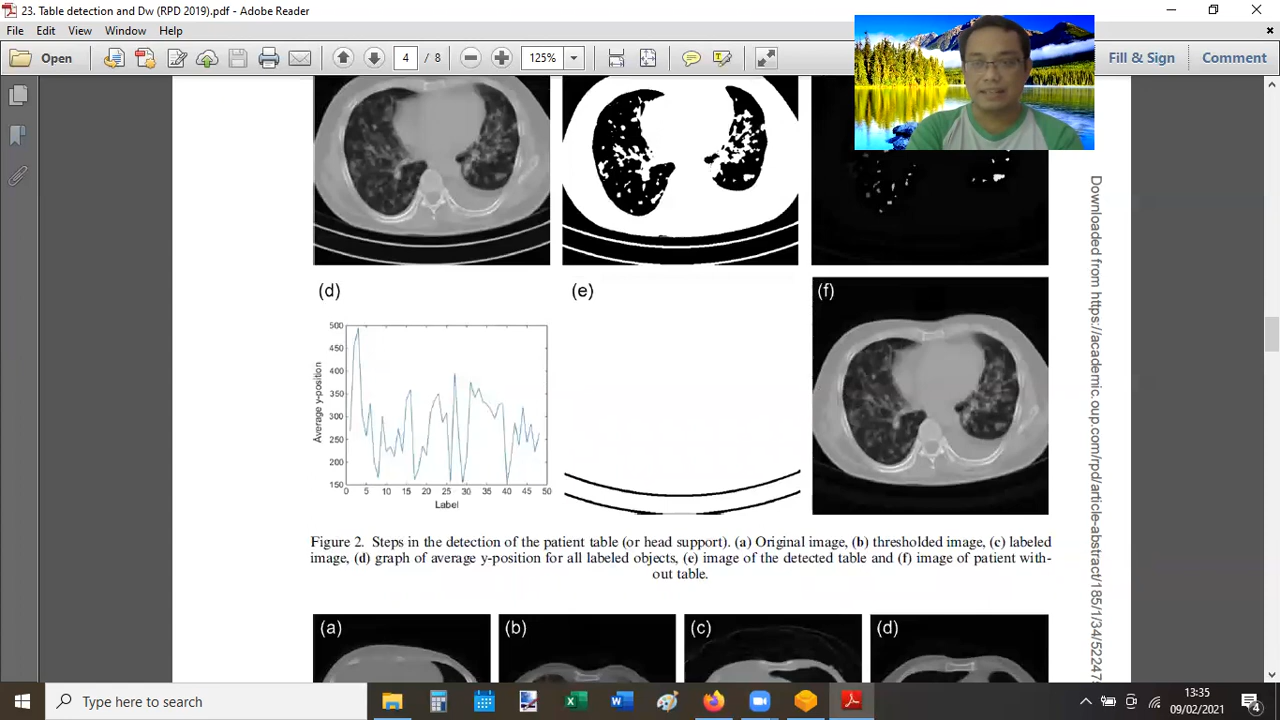 23. Table detection and Dw (RPD 2019).pdf - Adobe Reader
File Edit View Window Help
Open 4 / 8 125% Fill & Sign Comment
(d) (e) (f)
500
450
400
350
300
250
200
150
Average y-position
0 5 10 15 20 25 30 35 40 45 50
Label
Figure 2. Steps in the detection of the patient table (or head support). (a) Original image, (b) thresholded image, (c) labeled
image, (d) graph of average y-position for all labeled objects, (e) image of the detected table and (f) image of patient with-
out table.
(a) (b) (c) (d)
Downloaded from https://academic.oup.com/rpd/article-abstract/185/1/34/52247
Type here to search
3:35
09/02/2021
4